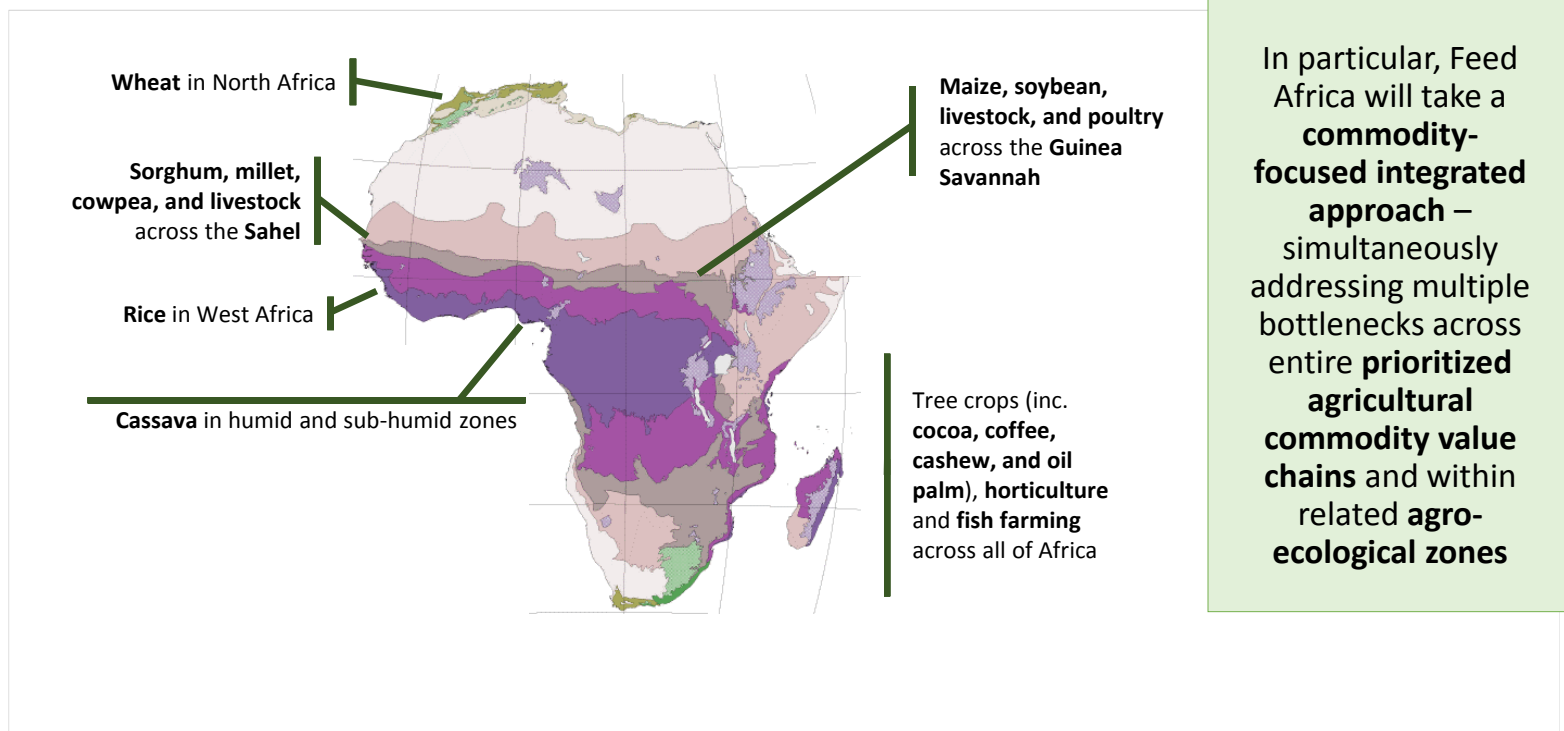 Wheat in North Africa
Sorghum, millet,
cowpea, and livestock
across the Sahel
Rice in West Africa
Cassava in humid and sub-humid zones
Maize, soybean,
livestock, and poultry
across the Guinea
Savannah
Tree crops (inc.
cocoa, coffee,
cashew, and oil
palm), horticulture
and fish farming
across all of Africa
In particular, Feed
Africa will take a
commodity-
focused integrated
approach –
simultaneously
addressing multiple
bottlenecks across
entire prioritized
agricultural
commodity value
chains and within
related agro-
ecological zones